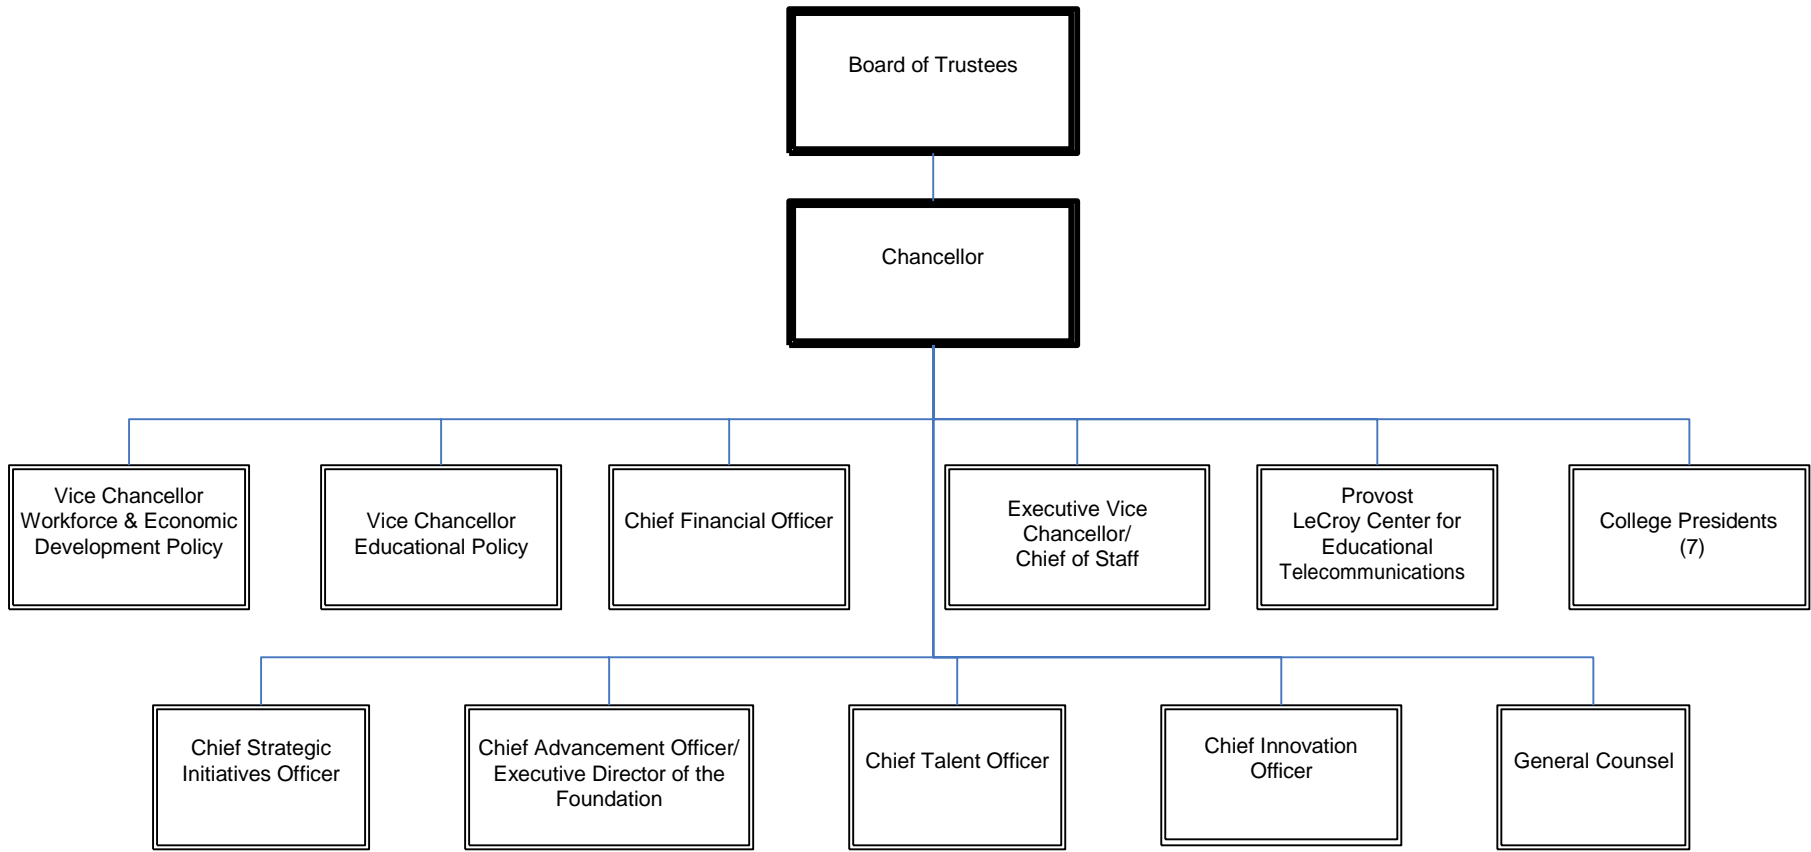 Board of Trustees
Chancellor
Vice Chancellor
Workforce & Economic
Development Policy
Vice Chancellor
Educational Policy
Chief Financial Officer
Executive Vice
Chancellor/
Chief of Staff
Provost
LeCroy Center for
Educational
Telecommunications
College Presidents
(7)
Chief Strategic
Initiatives Officer
Chief Advancement Officer/
Executive Director of the
Foundation
Chief Talent Officer
Chief Innovation
Officer
General Counsel